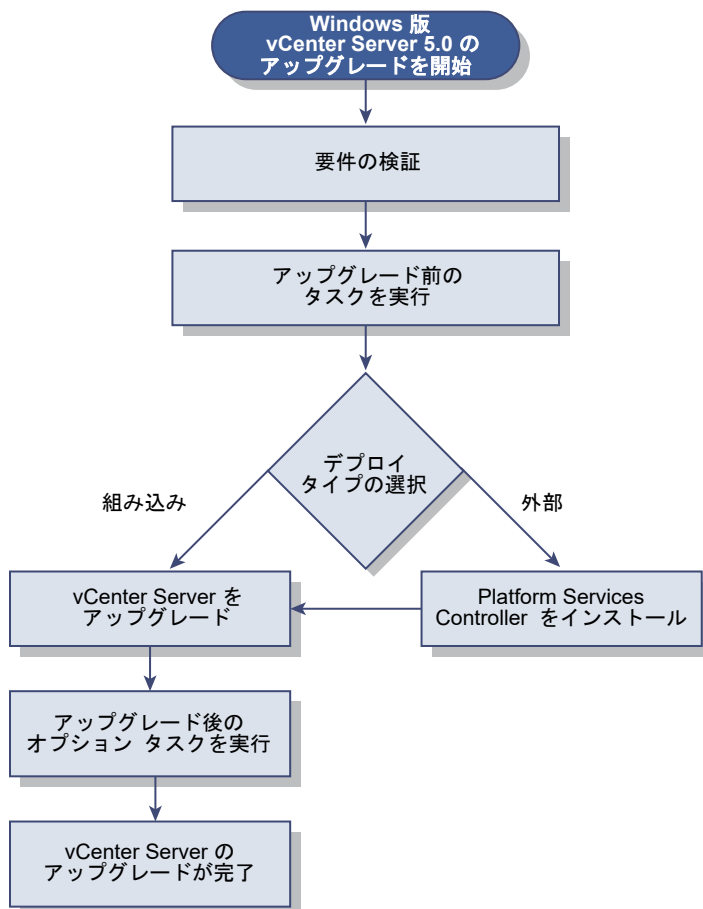 Windows 版
vCenter Server 5.0 の
アップグレードを開始
要件の検証
アップグレード前の
タスクを実行
デプロイ
タイプの選択
組み込み
外部
vCenter Server を
アップグレード
Platform Services
Controller をインストール
アップグレード後の
オプション タスクを実行
vCenter Server の
アップグレードが完了